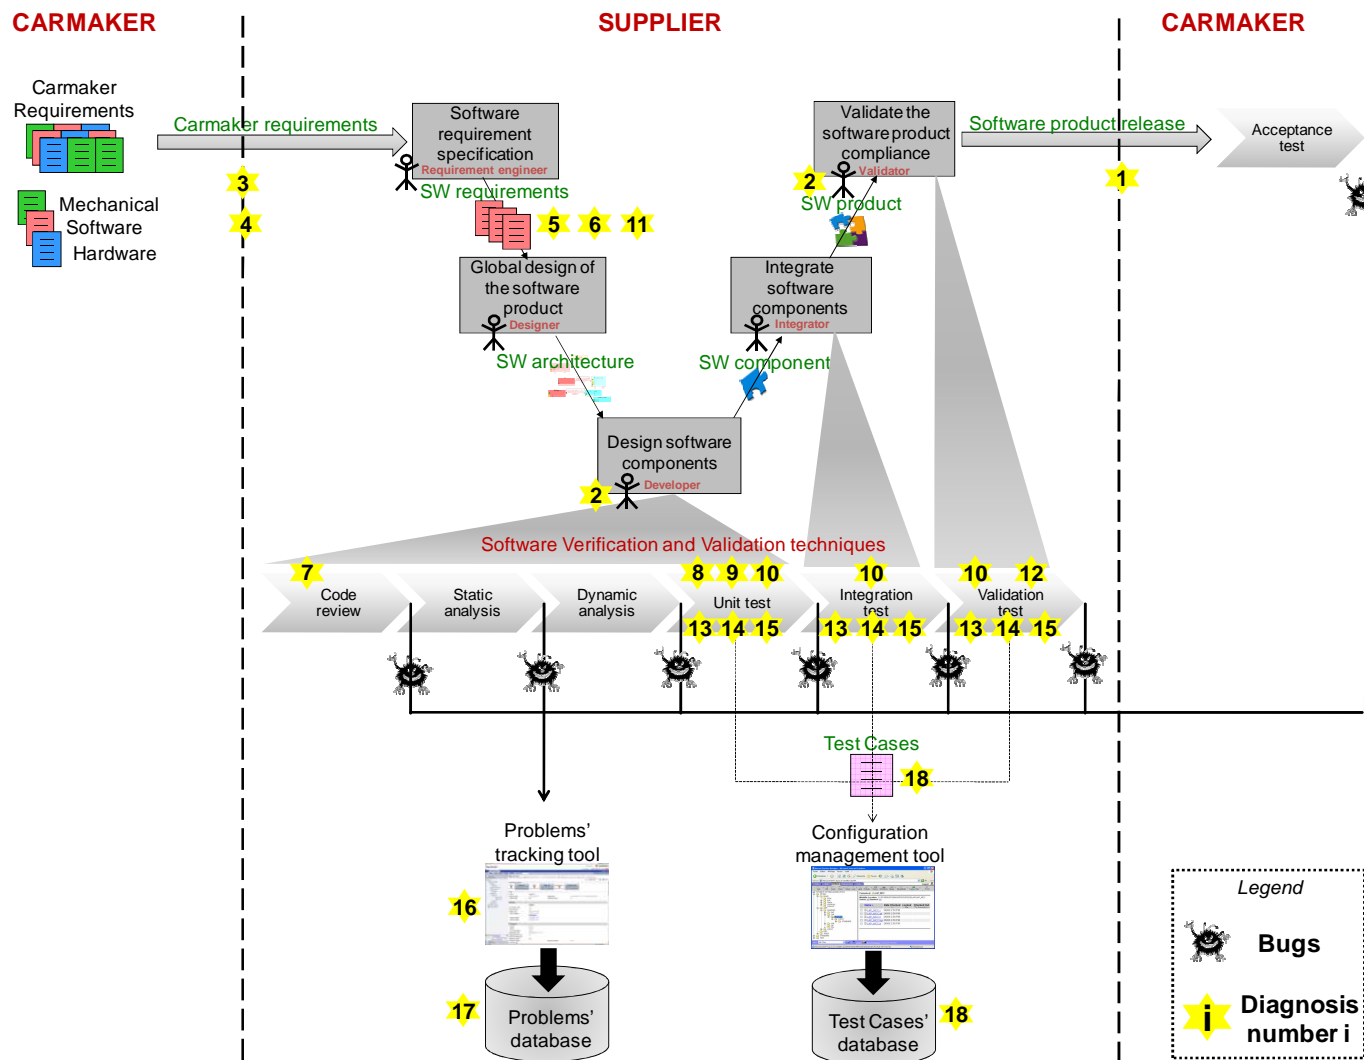 CARMAKER
SUPPLIER
CARMAKER
Carmaker
Requirements
Carmaker requirements
Software
requirement
specification
Requirement engineer
Validate the
software product
compliance
Validator
Software product release
Acceptance
test
3
4
2
1
Mechanical
Software
Hardware
SW requirements
5
6
11
SW product
Global design of
the software
product
Designer
Integrate
software
components
Integrator
SW architecture
SW component
Design software
components
Developer
2
Software Verification and Validation techniques
7
8
9
10
10
10
12
Code
review
Static
analysis
Dynamic
analysis
Unit test
Integration
test
Validation
test
13
14
15
13
14
15
13
14
15
Test Cases
18
Problems'
tracking tool
Configuration
management tool
16
17
Problems'
database
Test Cases'
database
18
Legend
Bugs
i
Diagnosis
number i